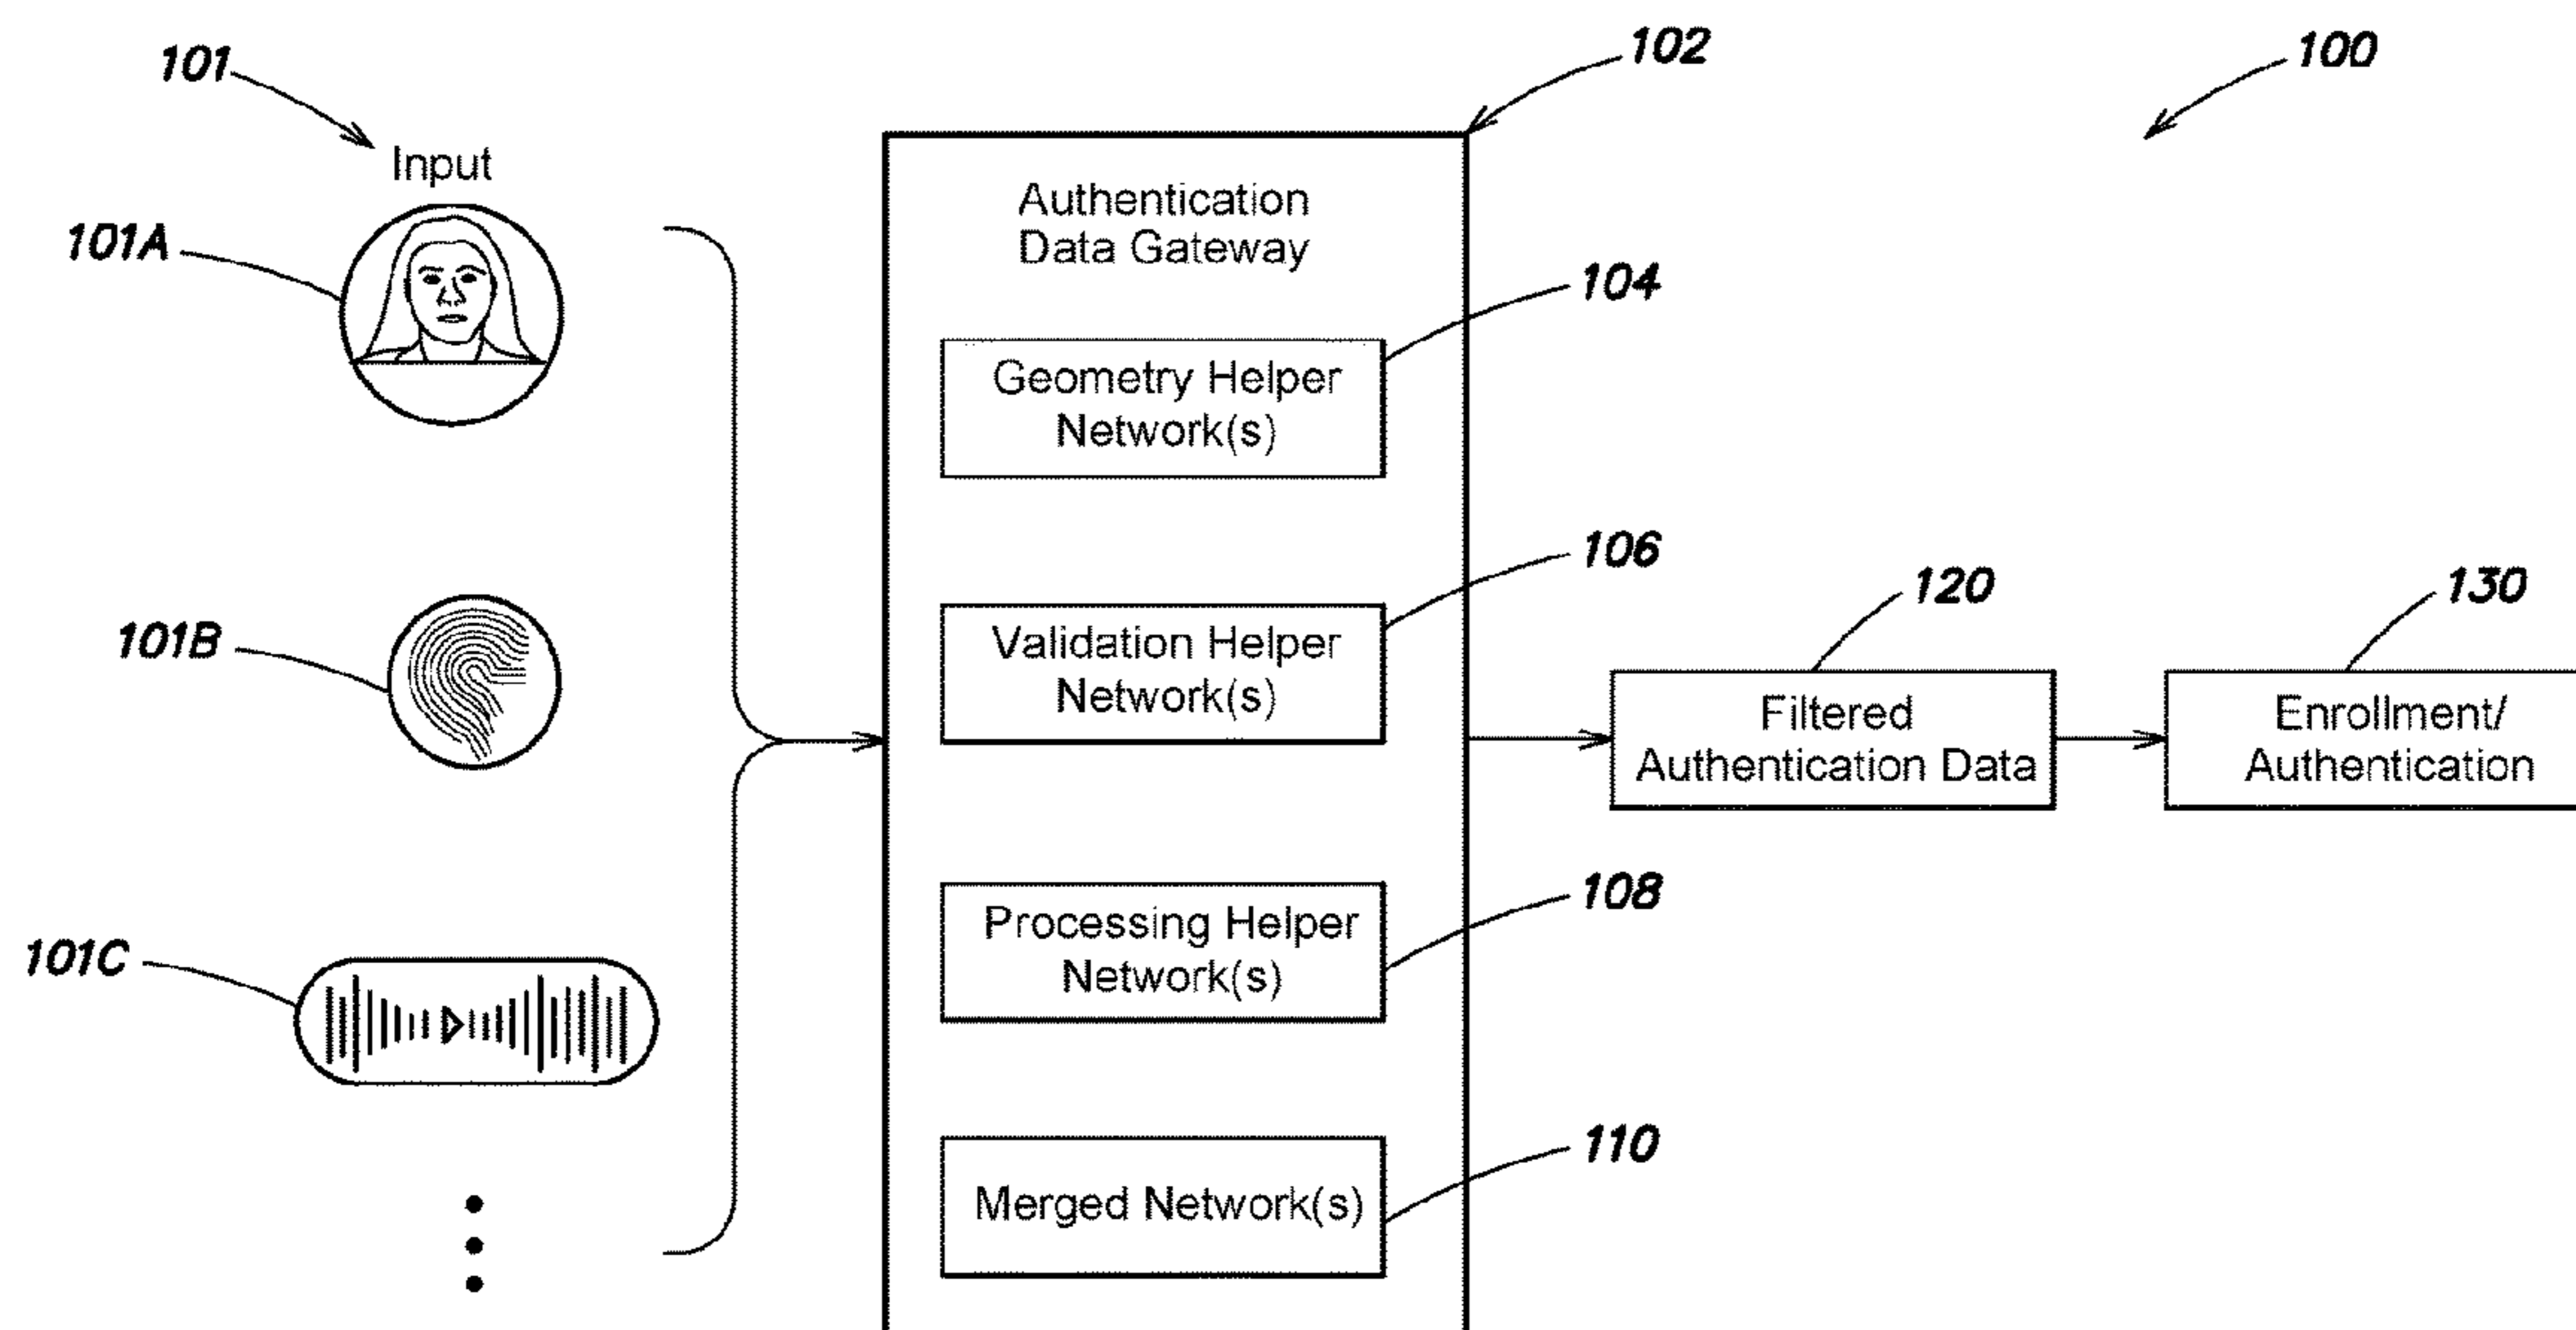 101
102
100
Input
101A
Authentication
Data Gateway
104
Geometry Helper
Network(s)
106
101B
Validation Helper
Network(s)
120
130
Filtered
Authentication Data
Enrollment/
Authentication
108
101C
Processing Helper
Network(s)
110
Merged Network(s)